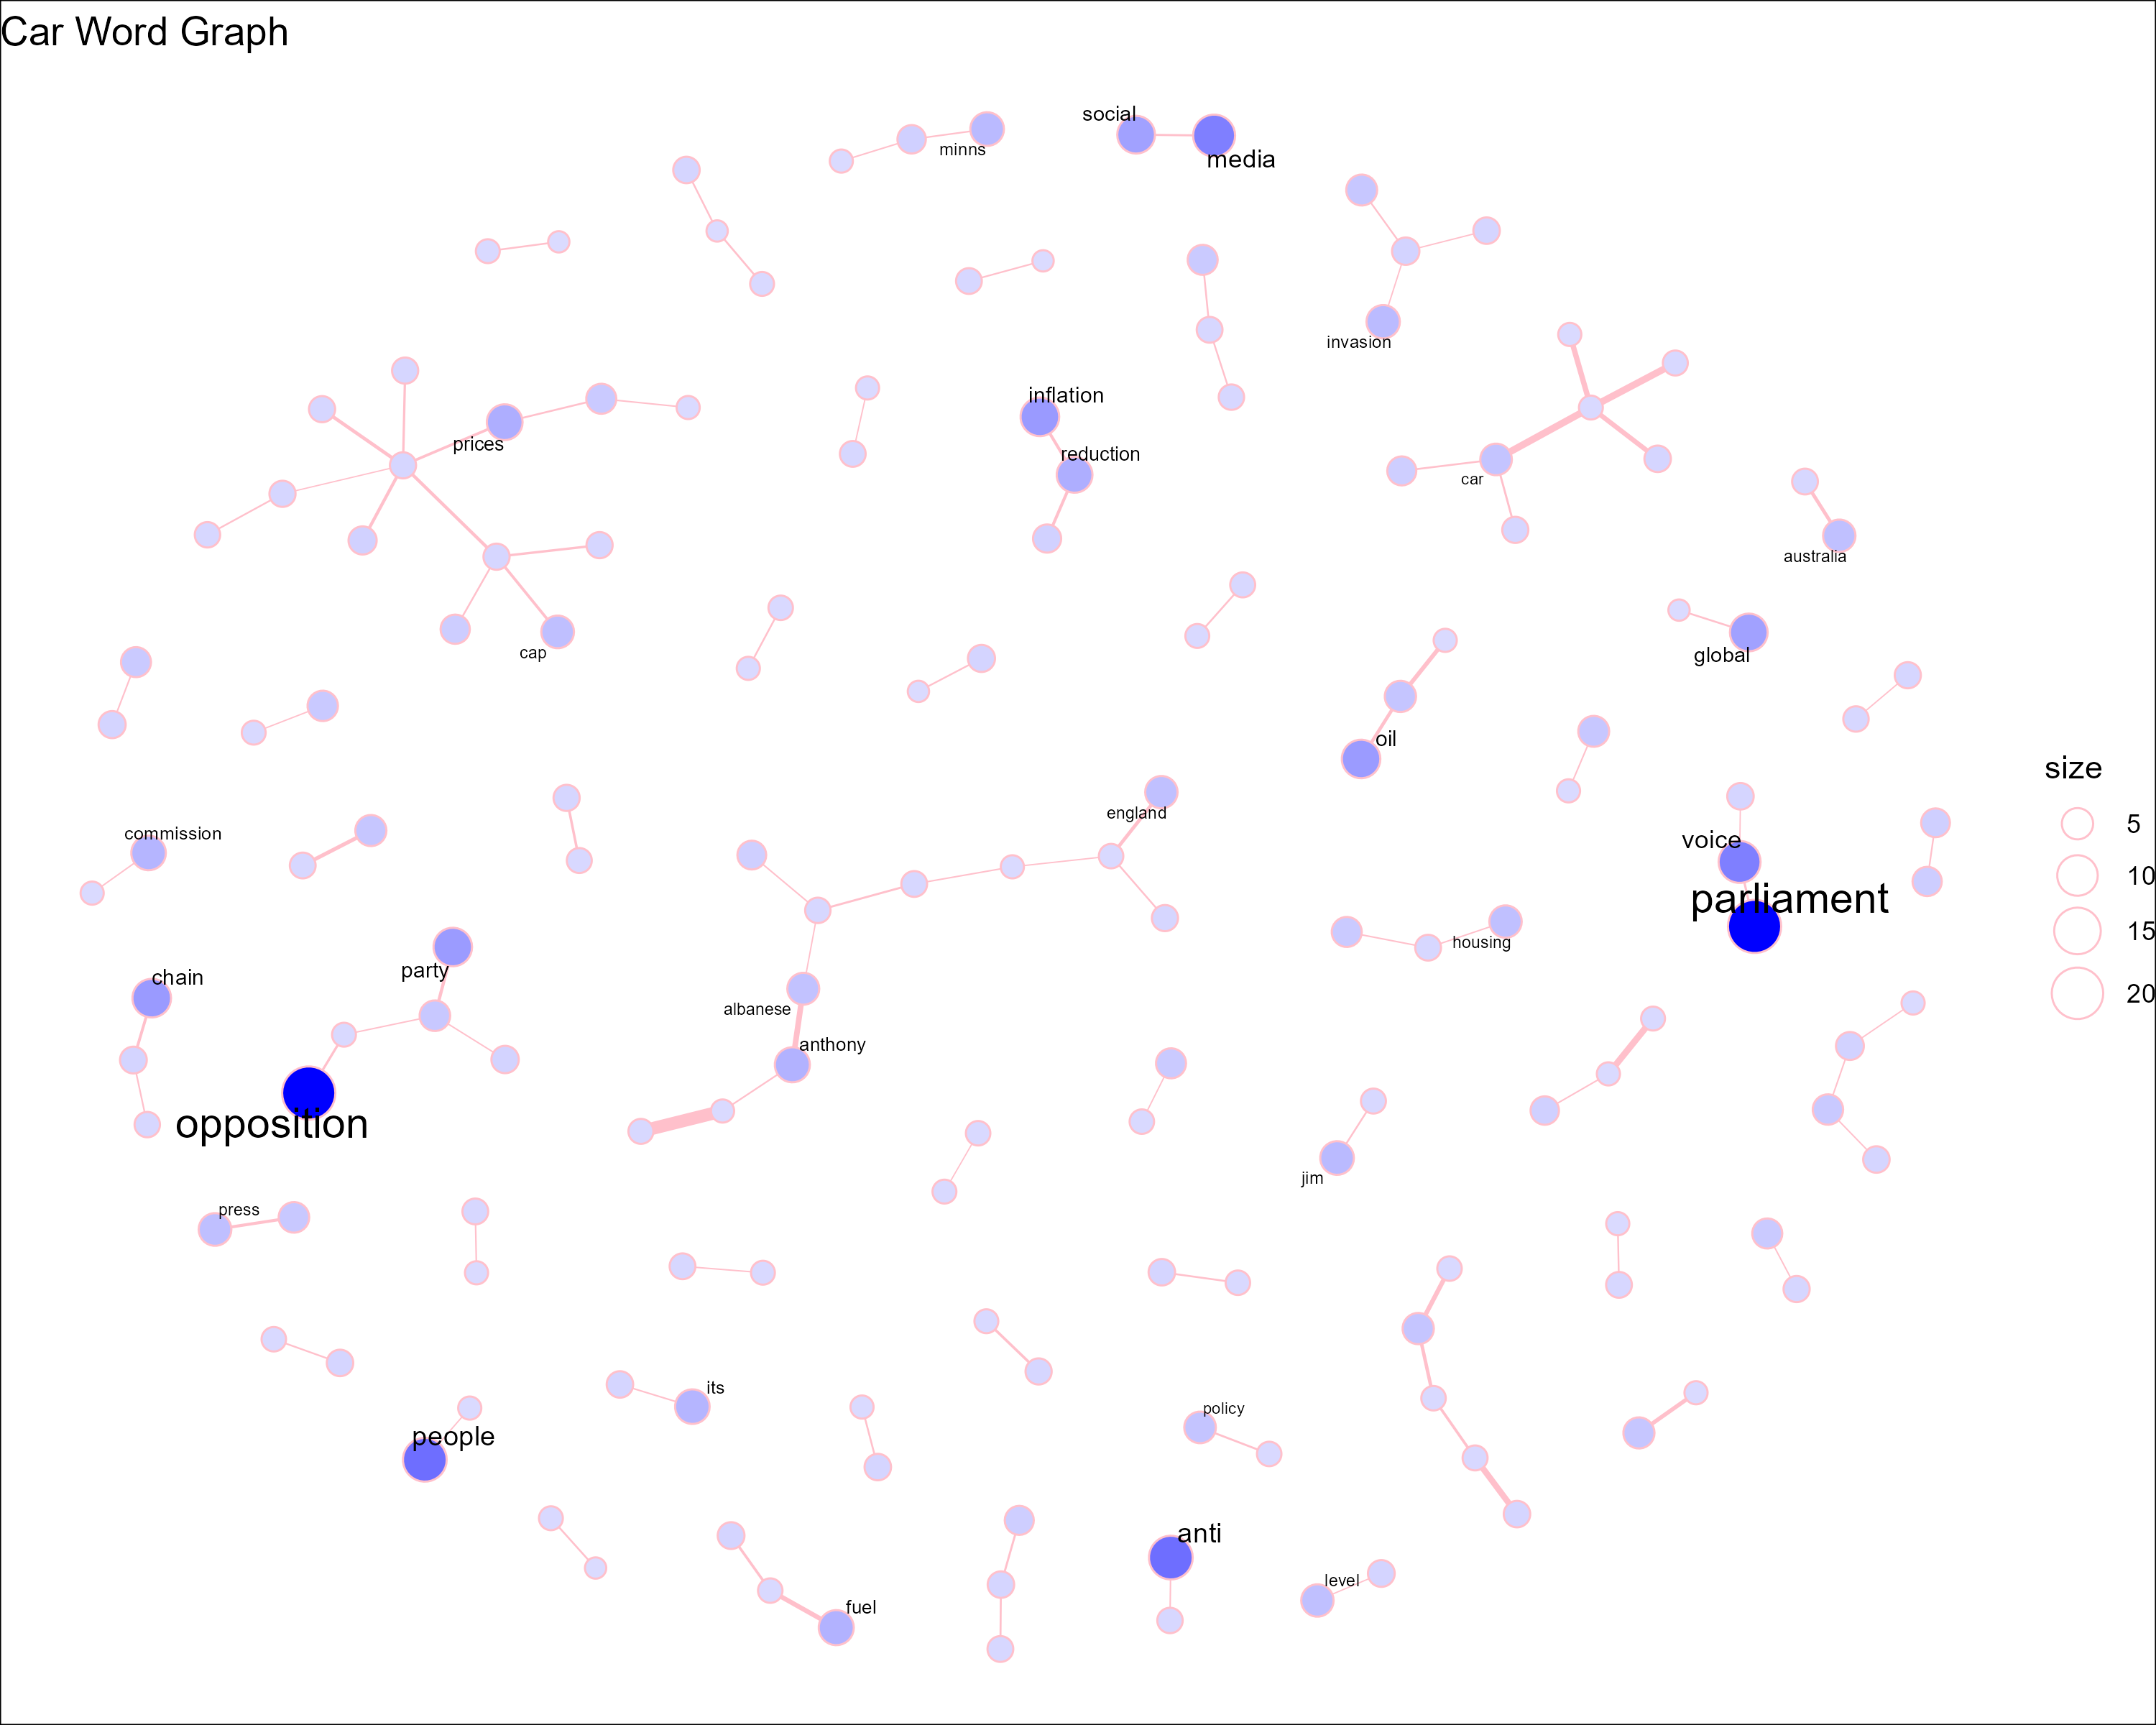 Car Word Graph
social
minns
media
invasion
inflation
prices
reduction
car
australia
cap
global
oil
size
england
5
commission
voice
10
parliament
15
housing
party
chain
20
albanese
anthony
opposition
jim
press
its
policy
people
anti
level
fuel